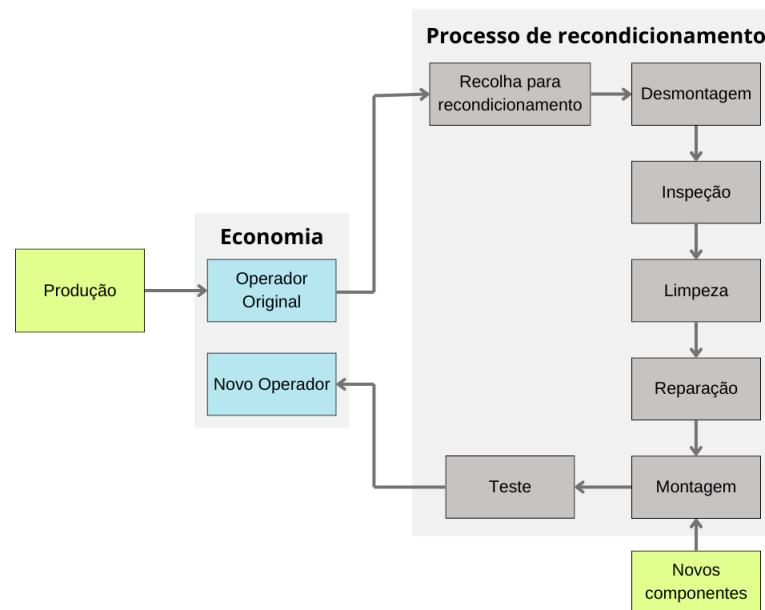 Processo de recondicionamento
Recolha para
recondicionamento
Desmontagem
Inspeção
Economia
Operador
Original
Produção
Limpeza
Novo Operador
Reparação
Teste
Montagem
Novos
componentes